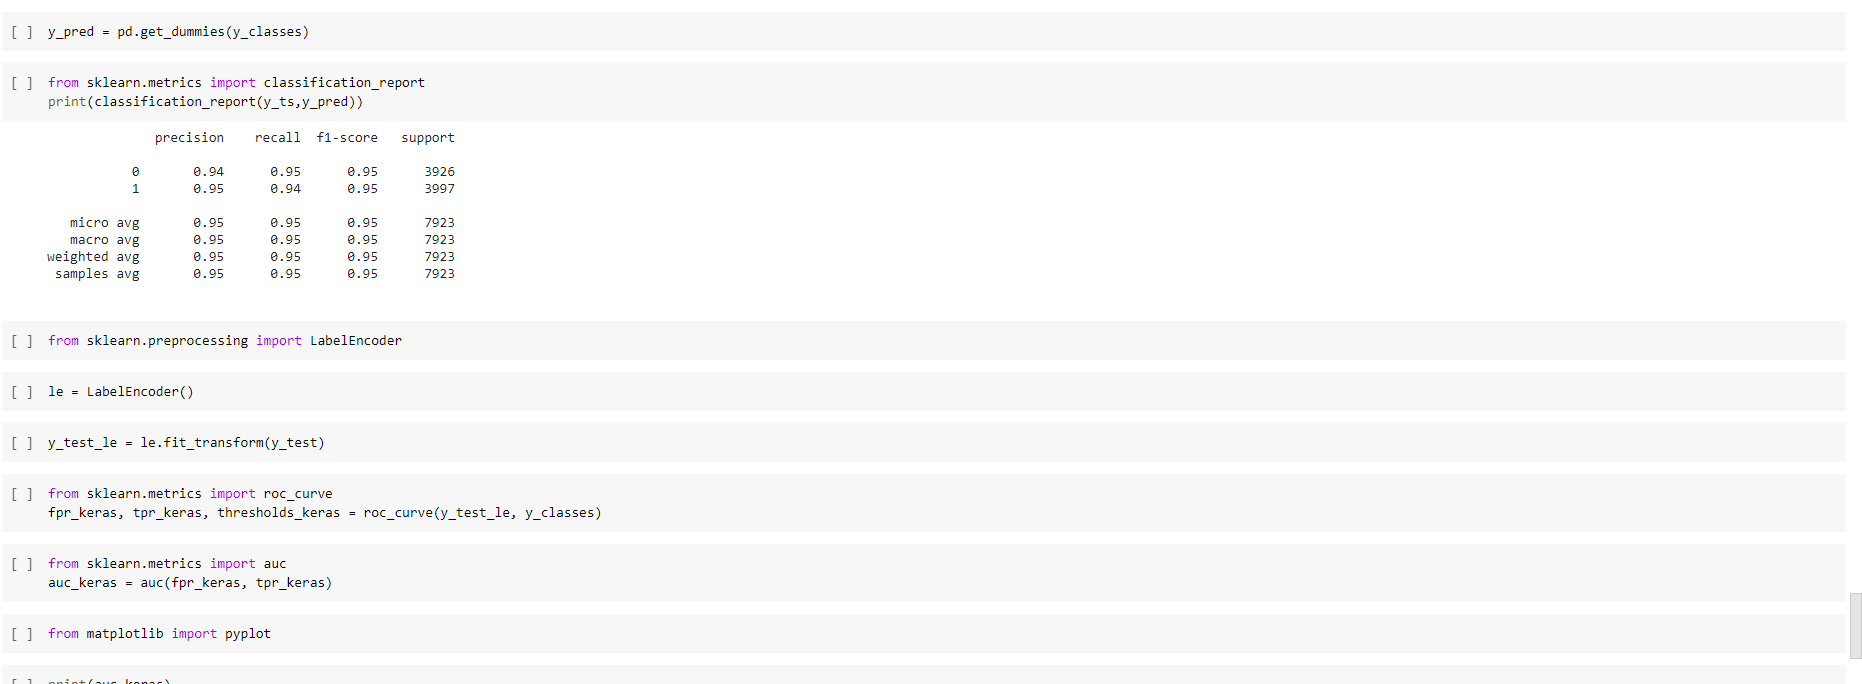 [ ] y_pred = pd.get_dummies(y_classes)
[ ] from sklearn.metrics import classification_report
print(classification_report(y_ts,y_pred))
precision recall f1-score support
0 0.94 0.95 0.95 3926
1 0.95 0.94 0.95 3997
micro avg 0.95 0.95 0.95 7923
macro avg 0.95 0.95 0.95 7923
weighted avg 0.95 0.95 0.95 7923
samples avg 0.95 0.95 0.95 7923
[ ] from sklearn.preprocessing import LabelEncoder
[ ] le = LabelEncoder()
[ ] y_test_le = le.fit_transform(y_test)
[ ] from sklearn.metrics import roc_curve
fpr_keras, tpr_keras, thresholds_keras = roc_curve(y_test_le, y_classes)
[ ] from sklearn.metrics import auc
auc_keras = auc(fpr_keras, tpr_keras)
[ ] from matplotlib import pyplot
[ ] print(auc_keras)